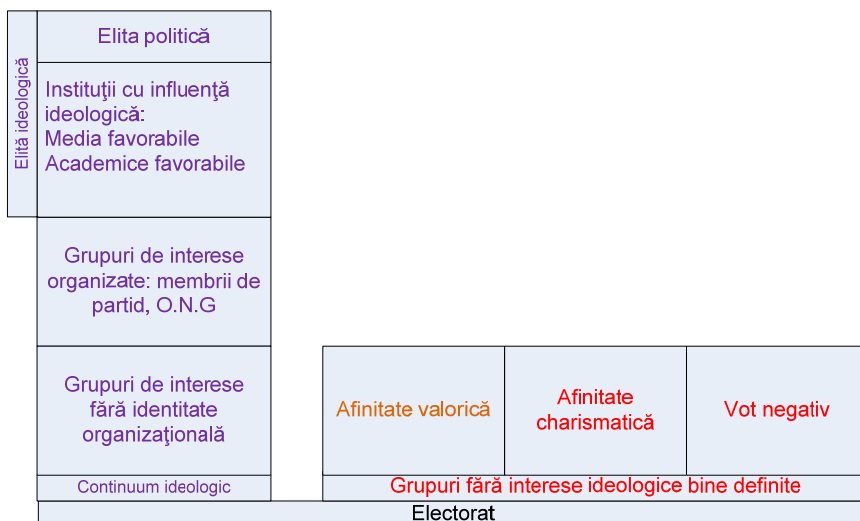 Elita politică
Elită ideologică
Instituţii cu influenţă
ideologică:
Media favorabile
Academice favorabile
Grupuri de interese
organizate: membrii de
partid, O.N.G
Grupuri de interese
fără identitate
organizaţională
Continuum ideologic
Afinitate valorică
Afinitate
charismatică
Vot negativ
Grupuri fără interese ideologice bine definite
Electorat